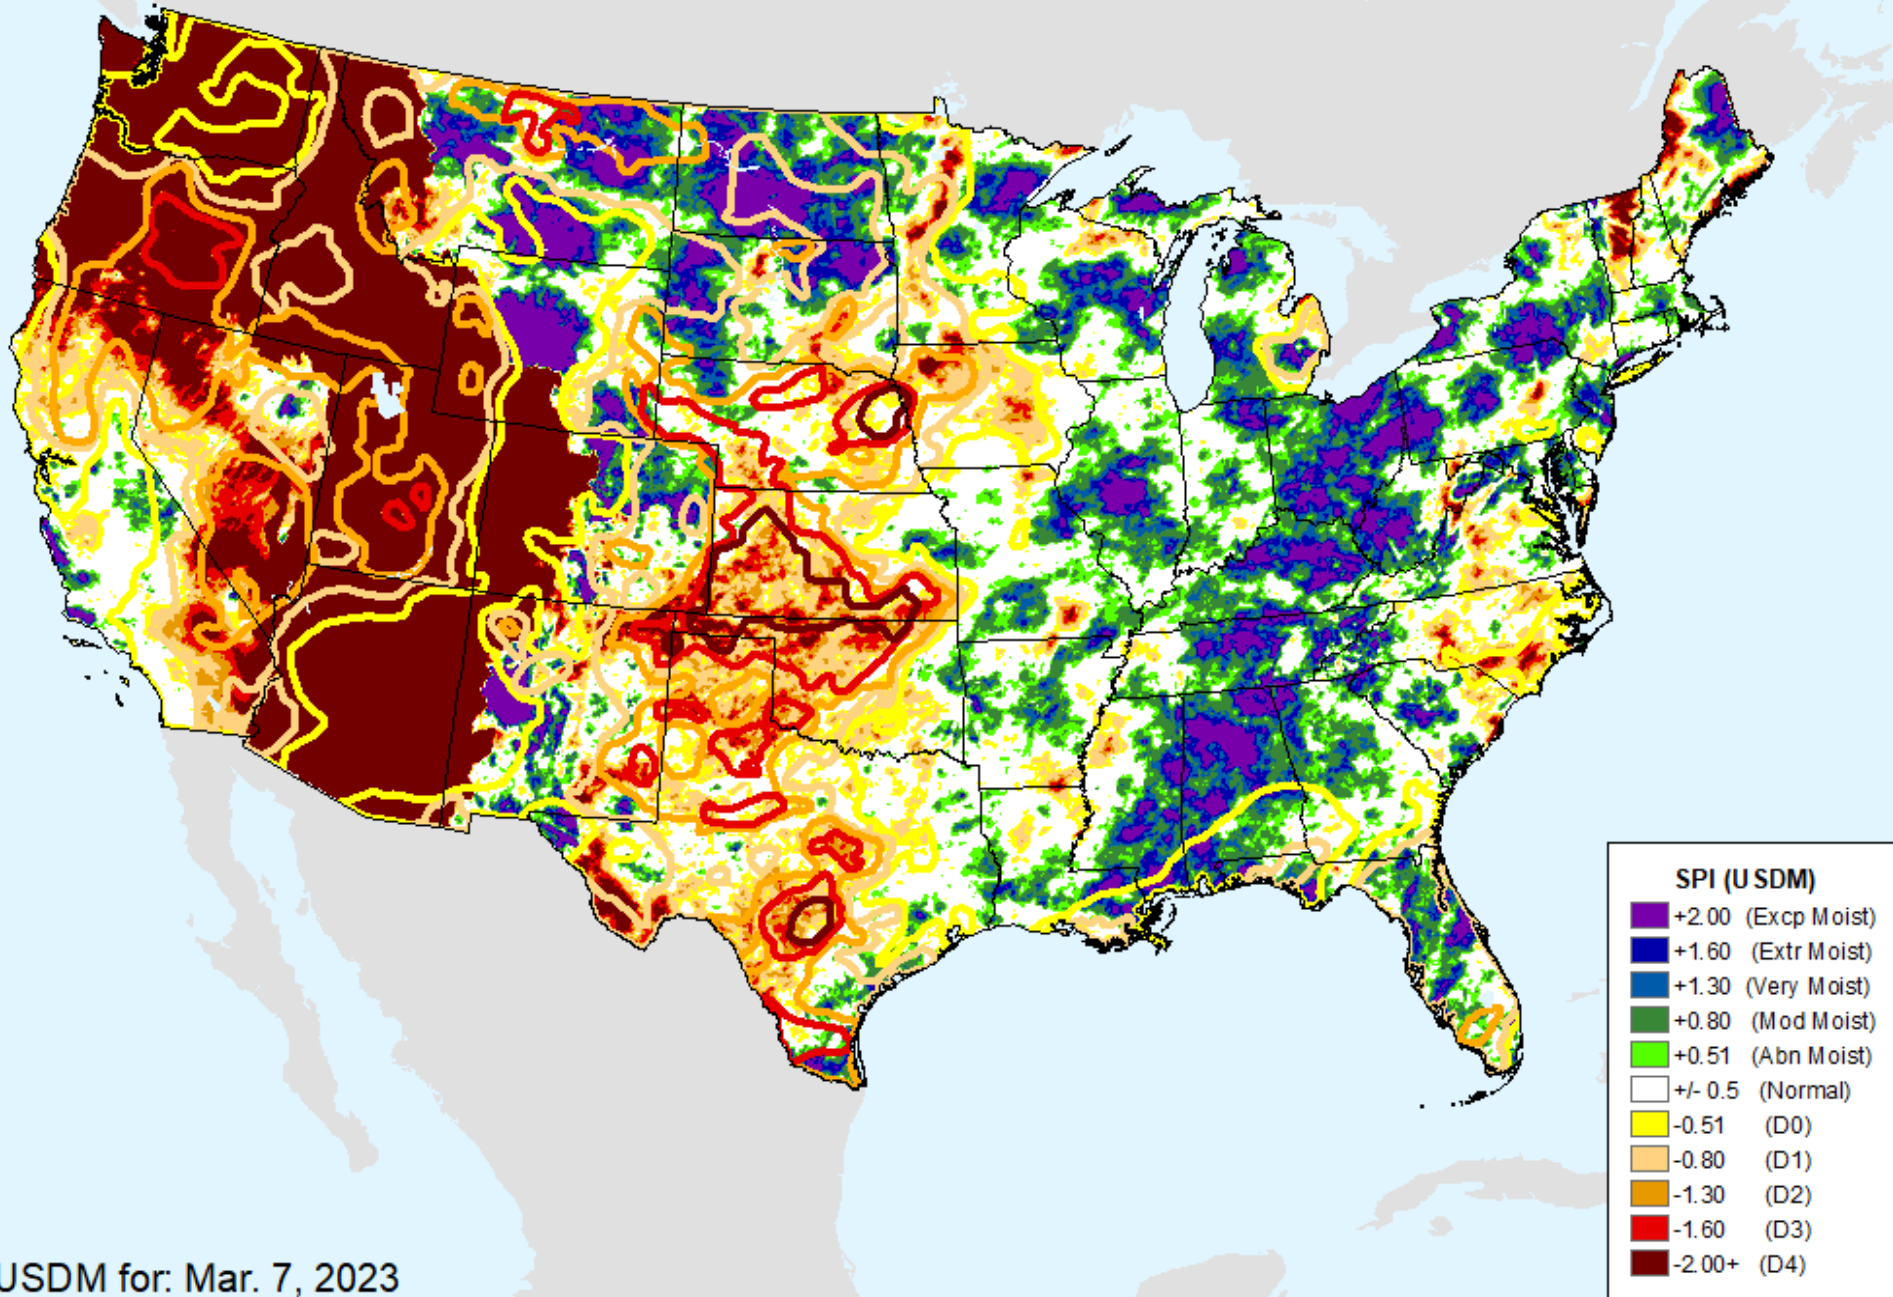 SPI (USDM)
+2.00 (Excp Moist)
+1.60 (Extr Moist)
+1.30 (Very Moist)
+0.80 (Mod Moist)
+0.51 (Abn Moist)
+/- 0.5 (Normal)
-0.51 (D0)
-0.80 (D1)
-1.30 (D2)
-1.60 (D3)
-2.00+ (D4)
USDM for: Mar. 7, 2023